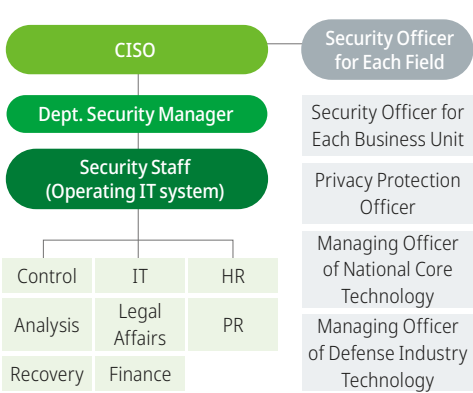 CISO
Security Officer
for Each Field
Dept. Security Manager
Security Staff
(Operating IT system)
Control
IT
HR
Analysis
Legal
Affairs
PR
Recovery
Finance
Security Officer for
Each Business Unit
Privacy Protection
Officer
Managing Officer
of National Core
Technology
Managing Officer
of Defense Industry
Technology